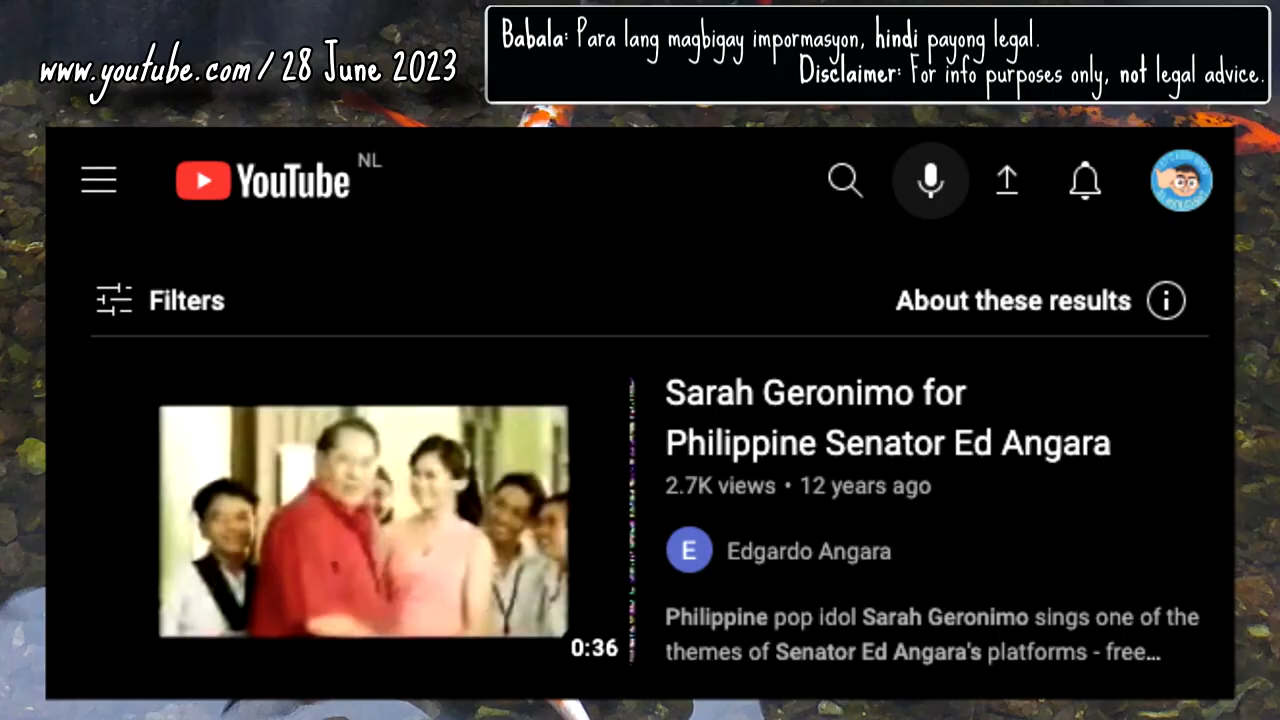 www.youtube.com / 28 June 2023
Babala: Para lang magbigay impormasyon, hindi payong legal.
Disclaimer: For info purposes only, not legal advice.
YouTube NL
Filters
About these results
Sarah Geronimo for
Philippine Senator Ed Angara
2.7K views • 12 years ago
E Edgardo Angara
Philippine pop idol Sarah Geronimo sings one of the
themes of Senator Ed Angara's platforms - free...
0:36